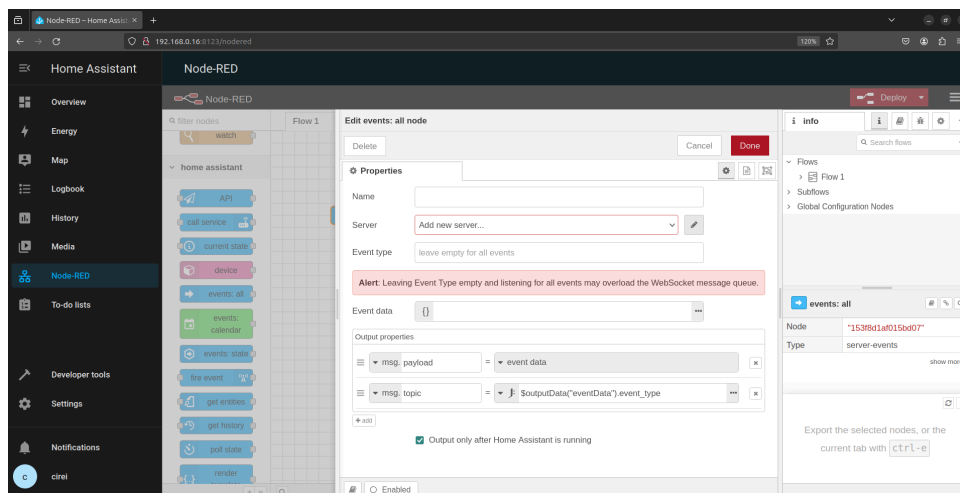 Node-RED – Home Assist
192.168.0.16:8123/nodered
120%
Home Assistant
Node-RED
Overview
Energy
Map
Logbook
History
Media
Node-RED
To-do lists
Developer tools
Settings
Notifications
c
cirei
Node-RED
Deploy
filter nodes
watch
home assistant
API
call service
current state
device
events: all
events:
calendar
events: state
fire event
get entities
get history
poll state
render
Flow 1
Edit events: all node
Delete
Cancel
Done
Properties
Name
Server
Add new server...
Event type
leave empty for all events
Alert: Leaving Event Type empty and listening for all events may overload the WebSocket message queue.
Event data
{}
Output properties
msg. payload
=
event data
msg. topic
=
J: $outputData("eventData").event_type
add
Output only after Home Assistant is running
Enabled
i info
i
Search flows
Flows
Flow 1
Subflows
Global Configuration Nodes
events: all
Node
"153f8d1af015bd07"
Type
server-events
show mor
Export the selected nodes, or the
current tab with ctrl-e